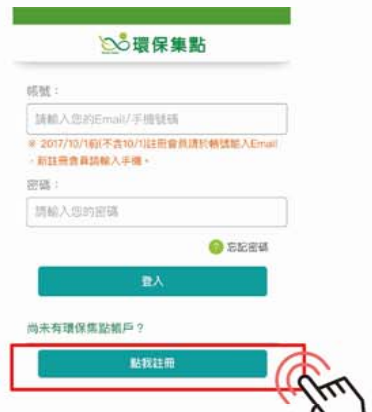 環保集點
帳號：
請輸入您的Email/手機號碼
※ 2017/10/1前(不含10/1)註冊會員請於帳號輸入Email
，新註冊會員請輸入手機。
密碼：
請輸入您的密碼
? 忘記密碼
登入
尚未有環保集點帳戶？
點我註冊